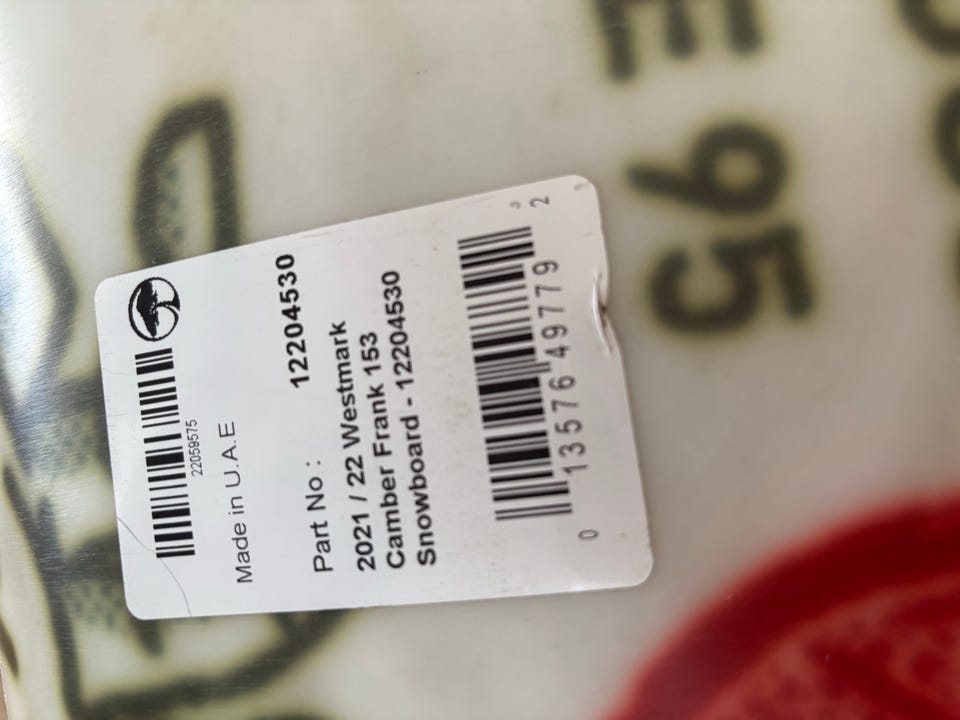 22059575
Made in U.A.E
Part No : 12204530
2021 / 22 Westmark
Camber Frank 153
Snowboard - 12204530
0 13576 49779 2
E 95